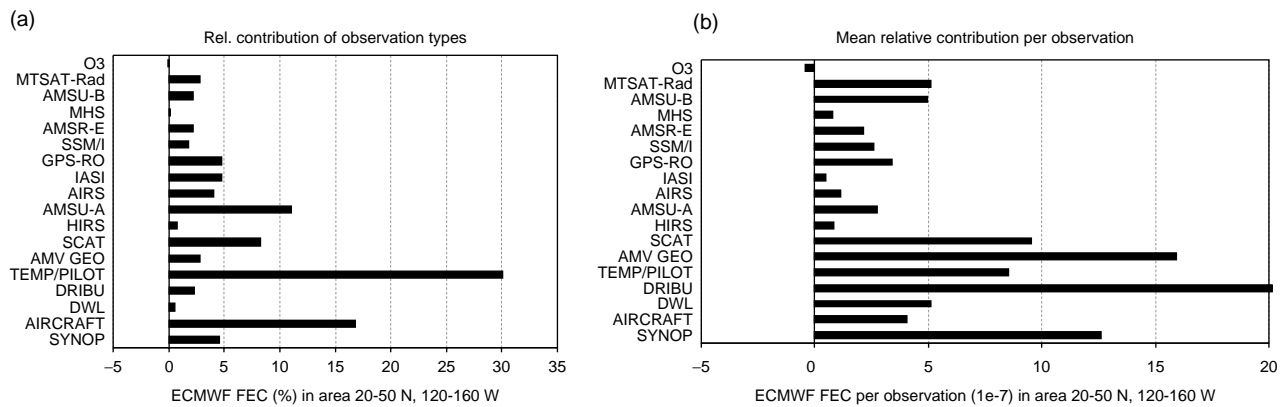 (a)
Rel. contribution of observation types
O3
MTSAT-Rad
AMSU-B
MHS
AMSR-E
SSM/I
GPS-RO
IASI
AIRS
AMSU-A
HIRS
SCAT
AMV GEO
TEMP/PILOT
DRIBU
DWL
AIRCRAFT
SYNOP
−5 0 5 10 15 20 25 30 35
ECMWF FEC (%) in area 20-50 N, 120-160 W
(b)
Mean relative contribution per observation
O3
MTSAT-Rad
AMSU-B
MHS
AMSR-E
SSM/I
GPS-RO
IASI
AIRS
AMSU-A
HIRS
SCAT
AMV GEO
TEMP/PILOT
DRIBU
DWL
AIRCRAFT
SYNOP
−5 0 5 10 15 20
ECMWF FEC per observation (1e-7) in area 20-50 N, 120-160 W